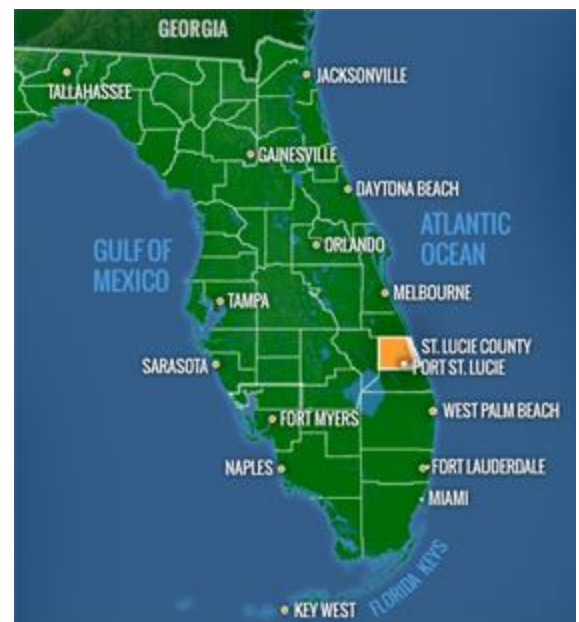 GEORGIA
JACKSONVILLE
TALLAHASSEE
GAINESVILLE
DAYTONA BEACH
ATLANTIC
OCEAN
ORLANDO
GULF OF
MEXICO
MELBOURNE
TAMPA
ST. LUCIE COUNTY
PORT ST. LUCIE
SARASOTA
WEST PALM BEACH
FORT MYERS
NAPLES
FORT LAUDERDALE
MIAMI
FLORIDA KEYS
KEY WEST